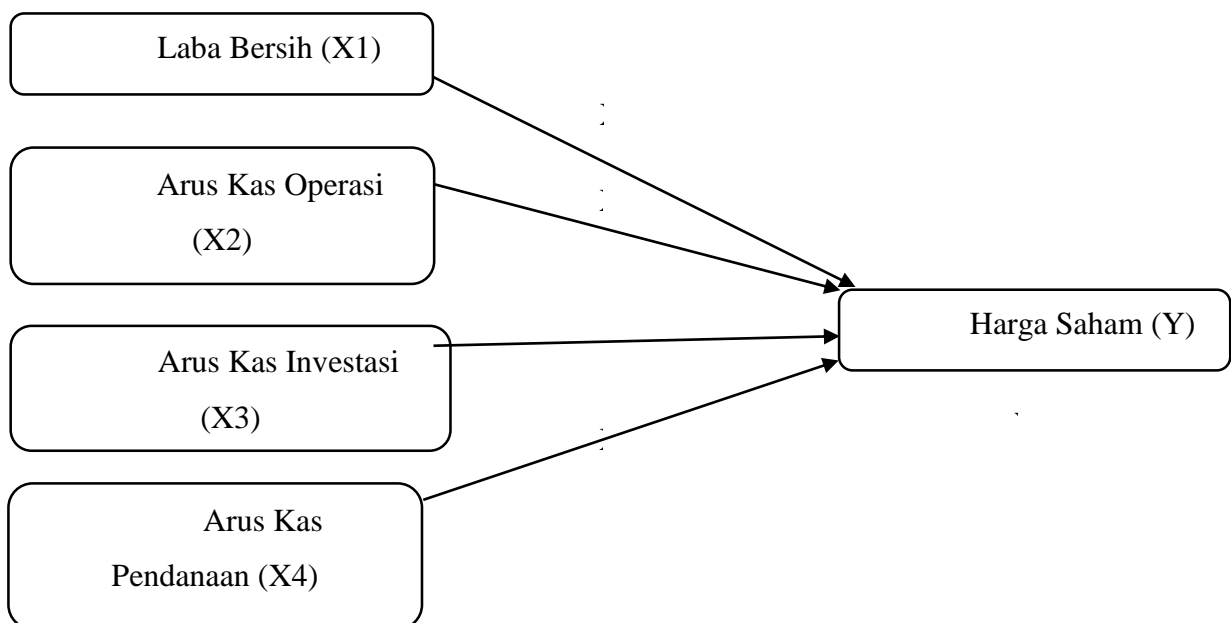 Laba Bersih (X1)
Arus Kas Operasi
(X2)
Arus Kas Investasi
(X3)
Arus Kas
Pendanaan (X4)
Harga Saham (Y)